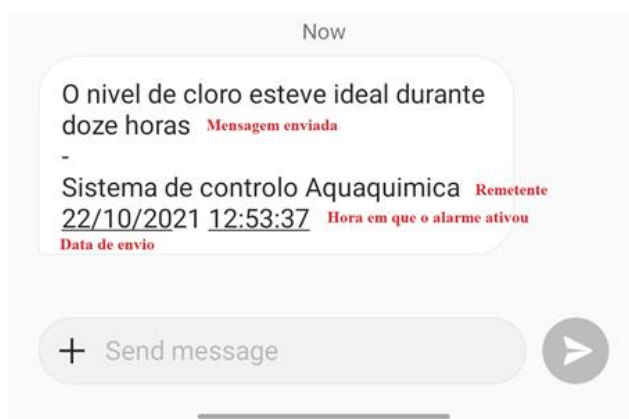 Now
O nivel de cloro esteve ideal durante
doze horas Mensagem enviada
-
Sistema de controlo Aquaquimica Remetente
22/10/2021 12:53:37 Hora em que o alarme ativou
Data de envio
Send message